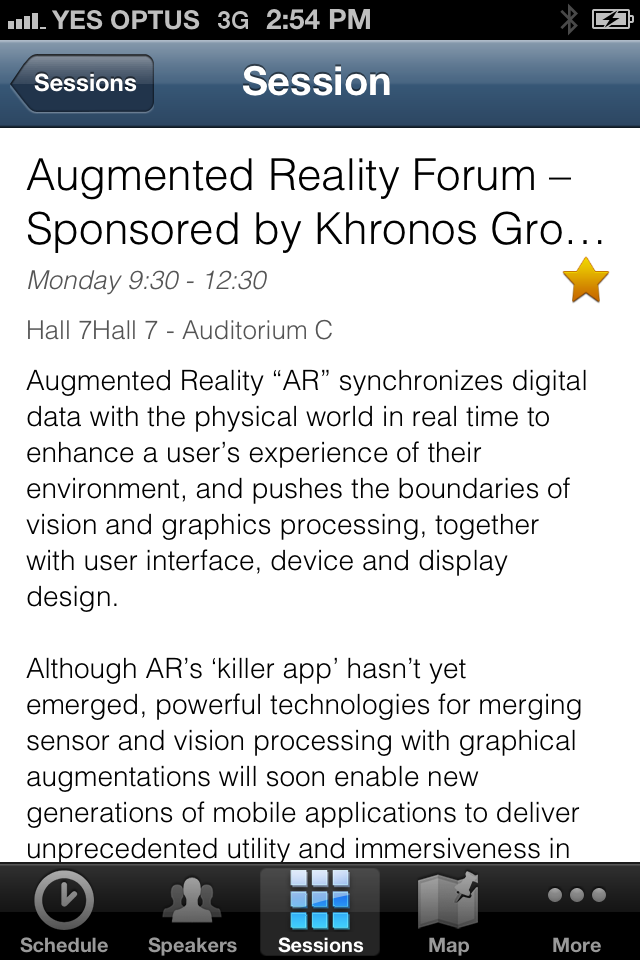 YES OPTUS 3G 2:54 PM
Sessions
Session
Augmented Reality Forum –
Sponsored by Khronos Gro...
Monday 9:30 - 12:30
Hall 7Hall 7 - Auditorium C
Augmented Reality “AR” synchronizes digital
data with the physical world in real time to
enhance a user’s experience of their
environment, and pushes the boundaries of
vision and graphics processing, together
with user interface, device and display
design.
Although AR’s ‘killer app’ hasn’t yet
emerged, powerful technologies for merging
sensor and vision processing with graphical
augmentations will soon enable new
generations of mobile applications to deliver
unprecedented utility and immersiveness in
Schedule Speakers Sessions Map More